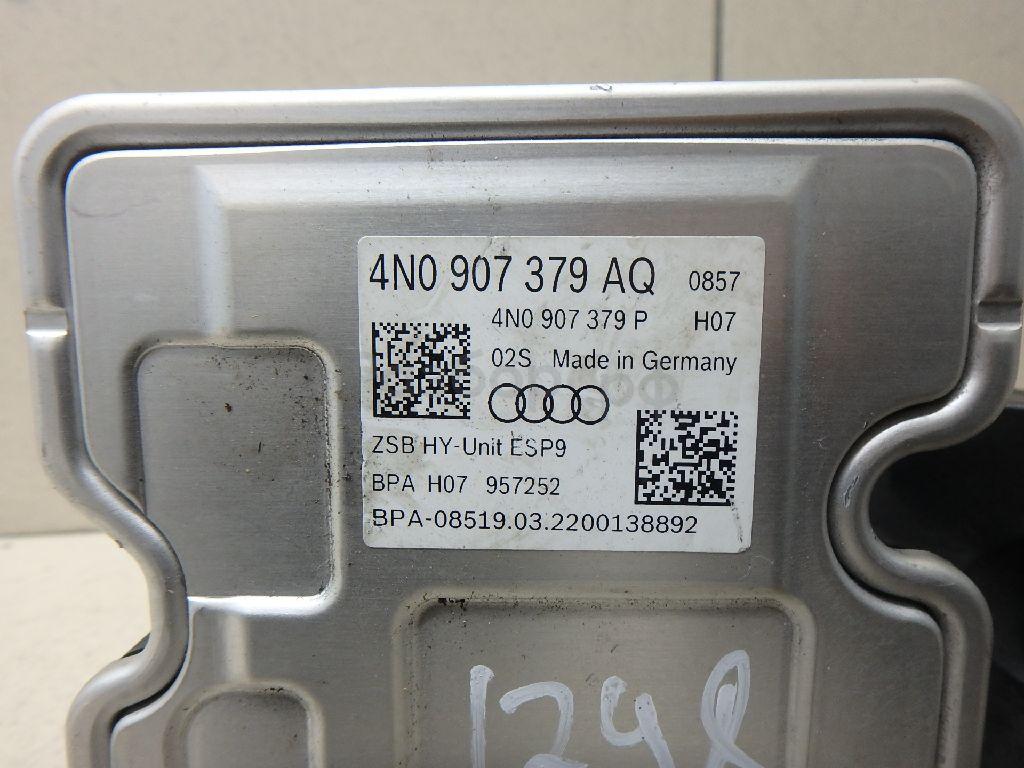 4N0 907 379 AQ 0857
4N0 907 379 P H07
02S Made in Germany
ZSB HY-Unit ESP9
BPA H07 957252
BPA-08519.03.2200138892